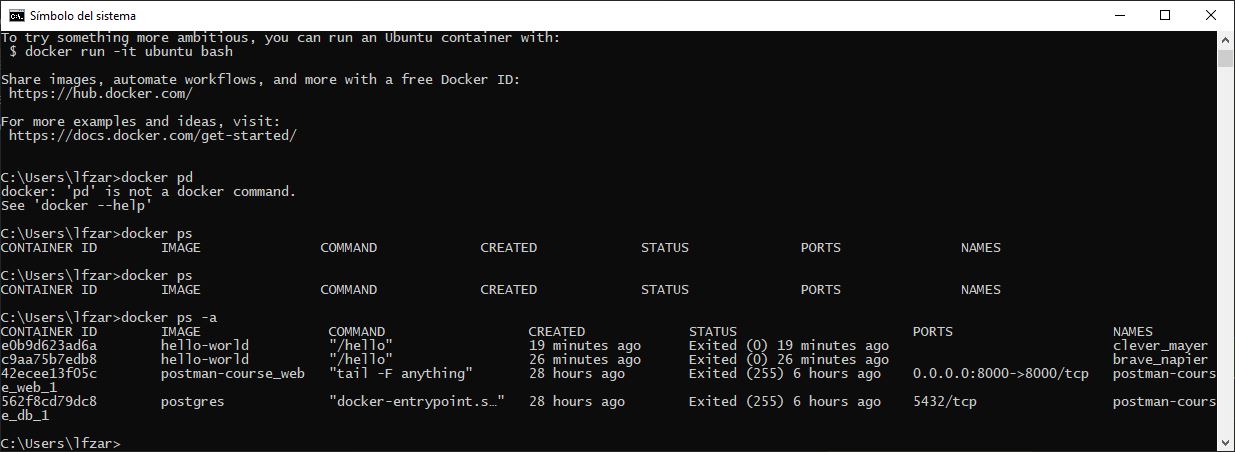 Símbolo del sistema
To try something more ambitious, you can run an Ubuntu container with:
 $ docker run -it ubuntu bash

Share images, automate workflows, and more with a free Docker ID:
 https://hub.docker.com/

For more examples and ideas, visit:
 https://docs.docker.com/get-started/


C:\Users\lfzar>docker pd
docker: 'pd' is not a docker command.
See 'docker --help'

C:\Users\lfzar>docker ps
CONTAINER ID        IMAGE               COMMAND             CREATED             STATUS              PORTS               NAMES

C:\Users\lfzar>docker ps
CONTAINER ID        IMAGE               COMMAND             CREATED             STATUS              PORTS               NAMES

C:\Users\lfzar>docker ps -a
CONTAINER ID        IMAGE                COMMAND                  CREATED             STATUS                      PORTS                    NAMES
e0b9d623ad6a        hello-world          "/hello"                 19 minutes ago      Exited (0) 19 minutes ago                            clever_mayer
c9aa75b7edb8        hello-world          "/hello"                 26 minutes ago      Exited (0) 26 minutes ago                            brave_napier
42ecee13f05c        postman-course_web   "tail -F anything"       28 hours ago        Exited (255) 6 hours ago    0.0.0.0:8000->8000/tcp   postman-cours
e_web_1
562f8cd79dc8        postgres             "docker-entrypoint.s…"   28 hours ago        Exited (255) 6 hours ago    5432/tcp                 postman-cours
e_db_1

C:\Users\lfzar>